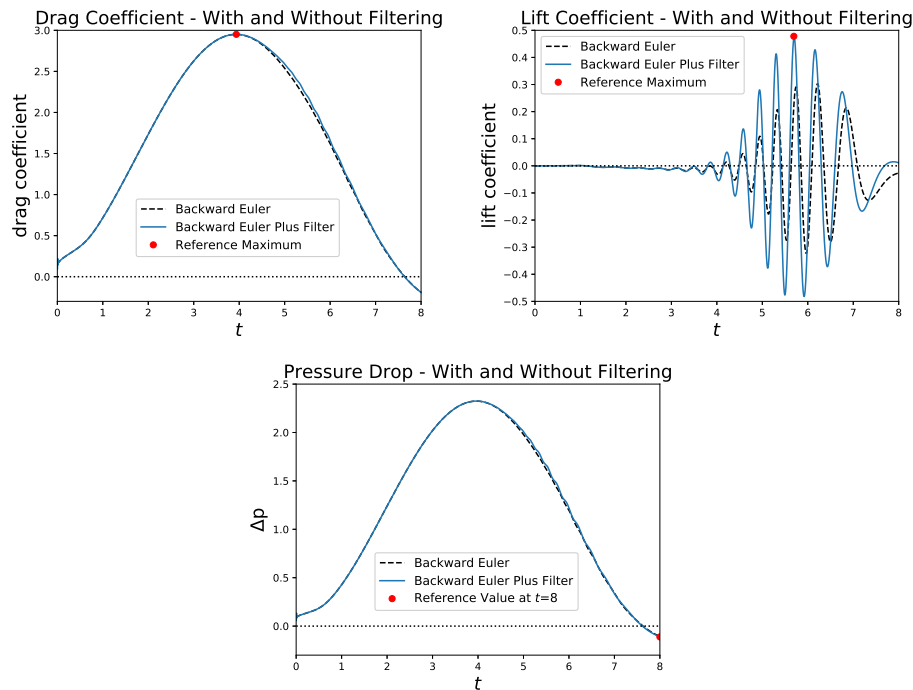 Drag Coefficient - With and Without Filtering
3.0
2.5
2.0
1.5
1.0
0.5
0.0
drag coefficient
Backward Euler
Backward Euler Plus Filter
Reference Maximum
0 1 2 3 4 5 6 7 8
t
Lift Coefficient - With and Without Filtering
0.5
0.4
0.3
0.2
0.1
0.0
−0.1
−0.2
−0.3
−0.4
−0.5
lift coefficient
Backward Euler
Backward Euler Plus Filter
Reference Maximum
0 1 2 3 4 5 6 7 8
t
Pressure Drop - With and Without Filtering
2.5
2.0
1.5
1.0
0.5
0.0
Δp
Backward Euler
Backward Euler Plus Filter
Reference Value at t=8
0 1 2 3 4 5 6 7 8
t